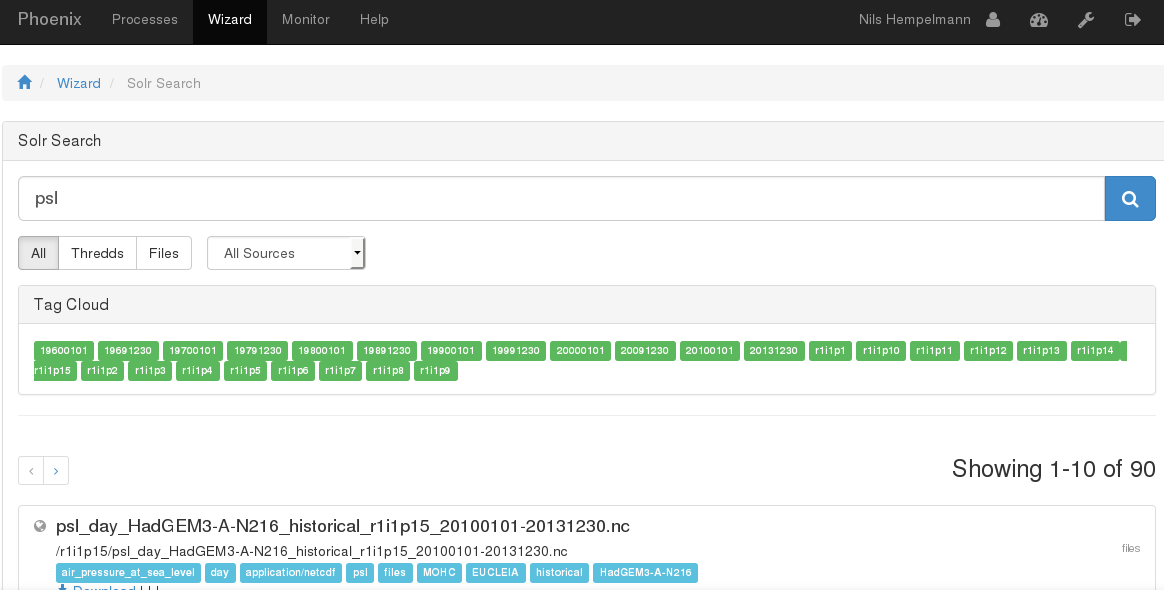 Phoenix Processes Wizard Monitor Help Nils Hempelmann
/ Wizard / Solr Search
Solr Search
psl
All Thredds Files All Sources
Tag Cloud
19600101 19691230 19700101 19791230 19800101 19891230 19900101 19991230 20000101 20091230 20100101 20131230 r1i1p1 r1i1p10 r1i1p11 r1i1p12 r1i1p13 r1i1p14
r1i1p15 r1i1p2 r1i1p3 r1i1p4 r1i1p5 r1i1p6 r1i1p7 r1i1p8 r1i1p9
‹ › Showing 1-10 of 90
psl_day_HadGEM3-A-N216_historical_r1i1p15_20100101-20131230.nc
/r1i1p15/psl_day_HadGEM3-A-N216_historical_r1i1p15_20100101-20131230.nc
files
air_pressure_at_sea_level day application/netcdf psl files MOHC EUCLEIA historical HadGEM3-A-N216
Download | | |